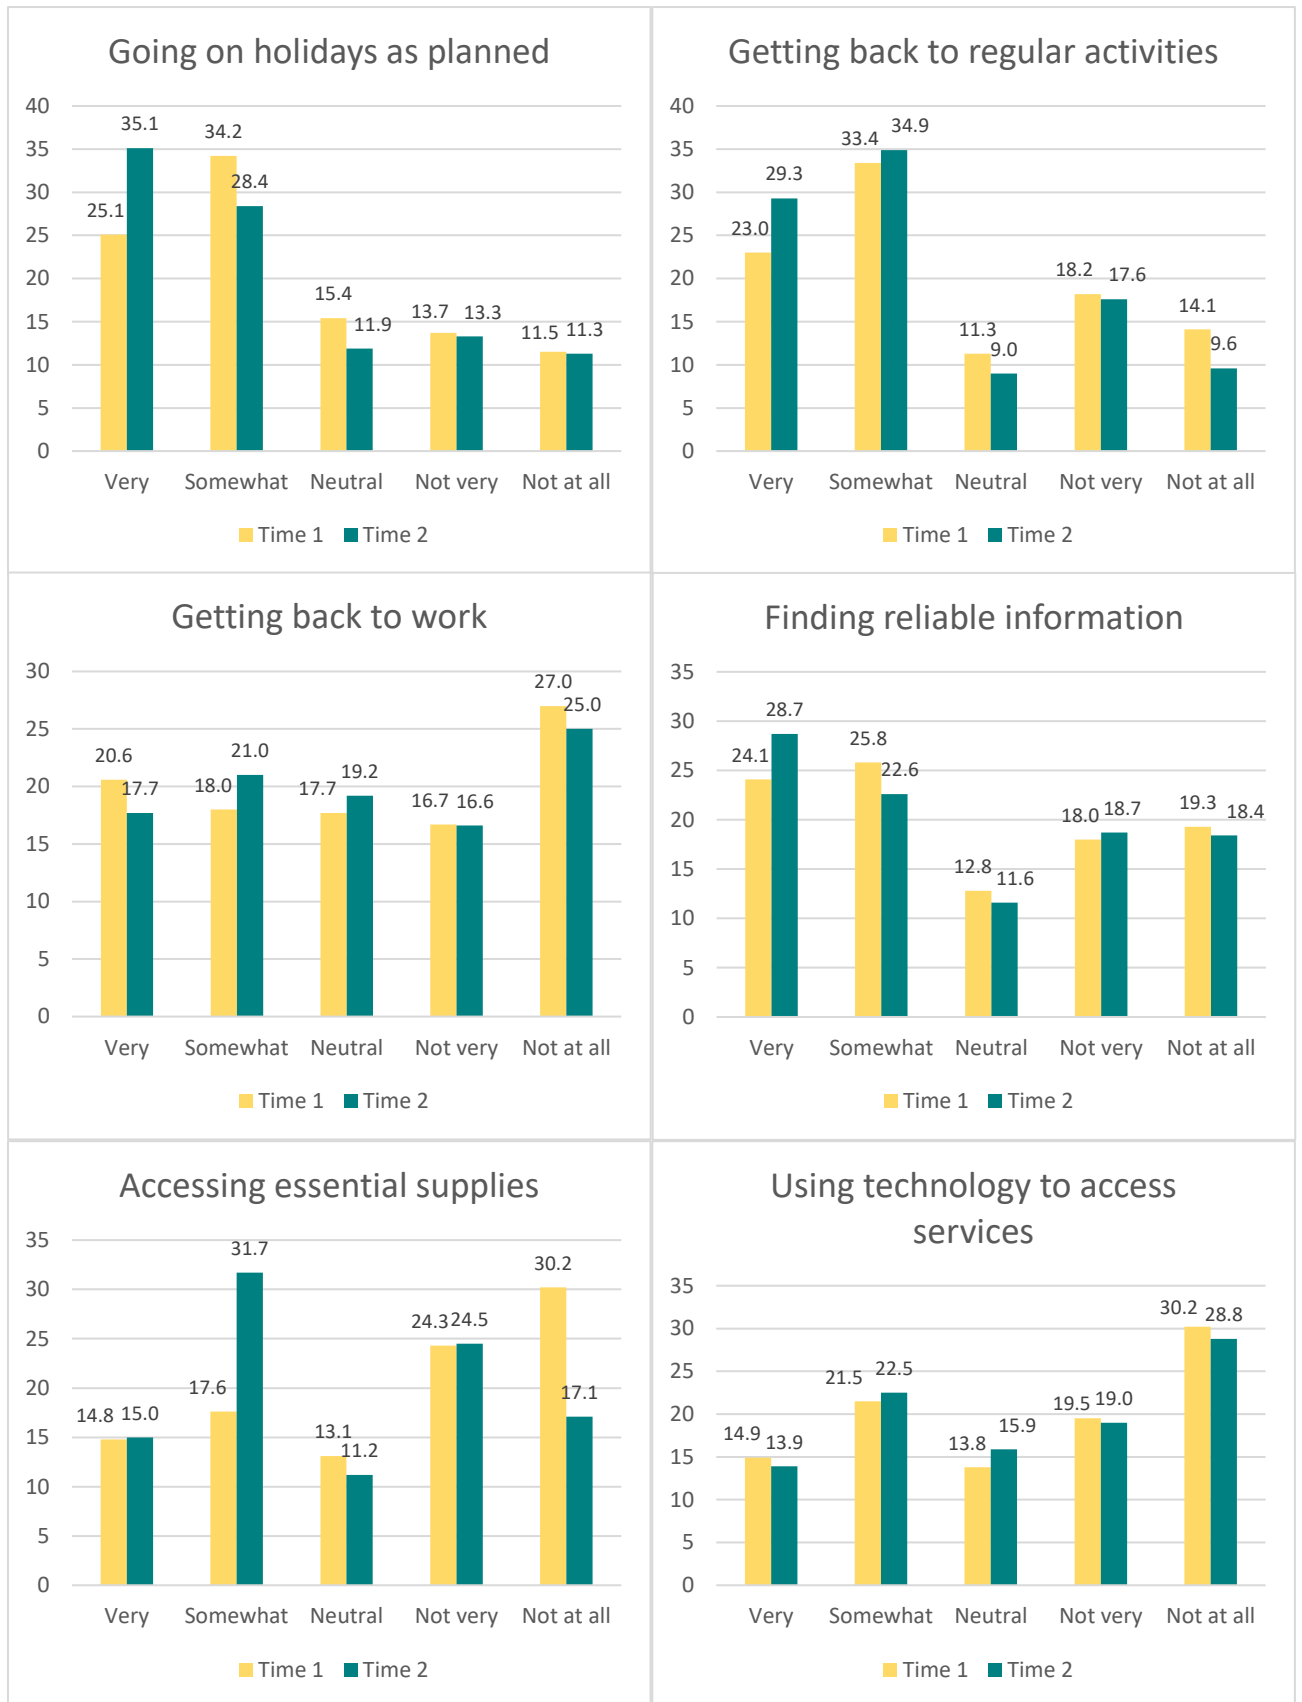 Going on holidays as planned
40
35
30
25
20
15
10
5
0
25.1 35.1 34.2 28.4 15.4 11.9 13.7 13.3 11.5 11.3
Very Somewhat Neutral Not very Not at all
Time 1 Time 2
Getting back to regular activities
40
35
30
25
20
15
10
5
0
23.0 29.3 33.4 34.9 11.3 9.0 18.2 17.6 14.1 9.6
Very Somewhat Neutral Not very Not at all
Time 1 Time 2
Getting back to work
30
25
20
15
10
5
0
20.6 17.7 18.0 21.0 17.7 19.2 16.7 16.6 27.0 25.0
Very Somewhat Neutral Not very Not at all
Time 1 Time 2
Finding reliable information
35
30
25
20
15
10
5
0
24.1 28.7 25.8 22.6 12.8 11.6 18.0 18.7 19.3 18.4
Very Somewhat Neutral Not very Not at all
Time 1 Time 2
Accessing essential supplies
35
30
25
20
15
10
5
0
14.8 15.0 17.6 31.7 13.1 11.2 24.3 24.5 30.2 17.1
Very Somewhat Neutral Not very Not at all
Time 1 Time 2
Using technology to access
services
35
30
25
20
15
10
5
0
14.9 13.9 21.5 22.5 13.8 15.9 19.5 19.0 30.2 28.8
Very Somewhat Neutral Not very Not at all
Time 1 Time 2